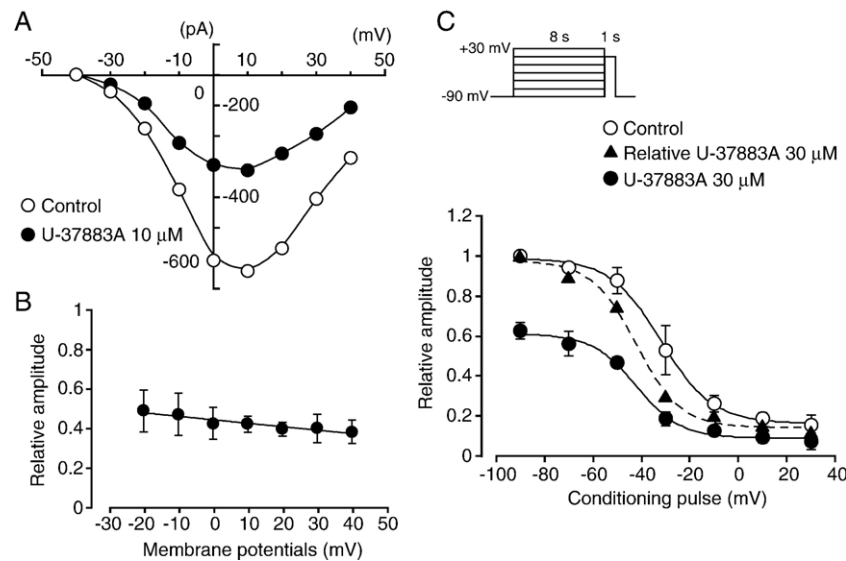 A
(pA)
(mV)
-50 -30 -10 10 30 50
0
-200
-400
-600
Control
U-37883A 10 μM
B
Relative amplitude
1
0.8
0.6
0.4
0.2
0
-30 -20 -10 0 10 20 30 40 50
Membrane potentials (mV)
C
8 s 1 s
+30 mV
-90 mV
Control
Relative U-37883A 30 μM
U-37883A 30 μM
Relative amplitude
1.2
1
0.8
0.6
0.4
0.2
0
-100 -80 -60 -40 -20 0 20 40
Conditioning pulse (mV)